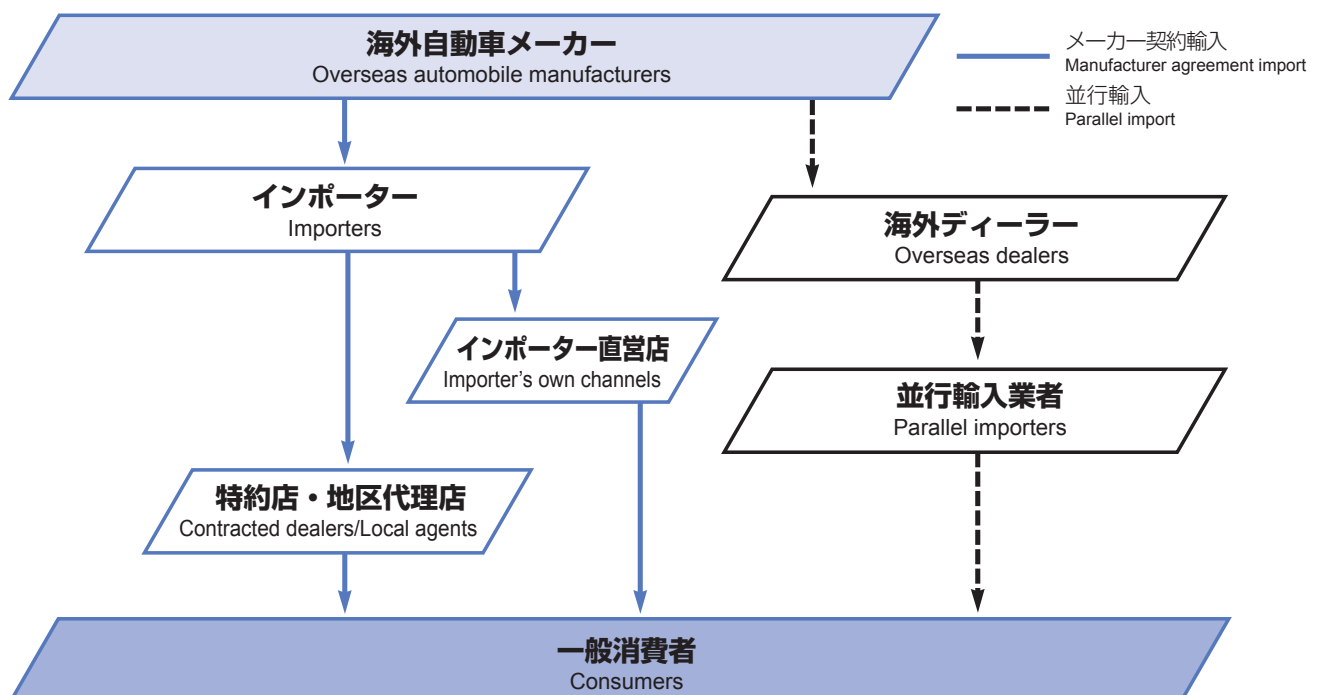 海外自動車メーカー
Overseas automobile manufacturers
メーカー契約輸入
Manufacturer agreement import
並行輸入
Parallel import
インポーター
Importers
海外ディーラー
Overseas dealers
インポーター直営店
Importer’s own channels
並行輸入業者
Parallel importers
特約店・地区代理店
Contracted dealers/Local agents
一般消費者
Consumers